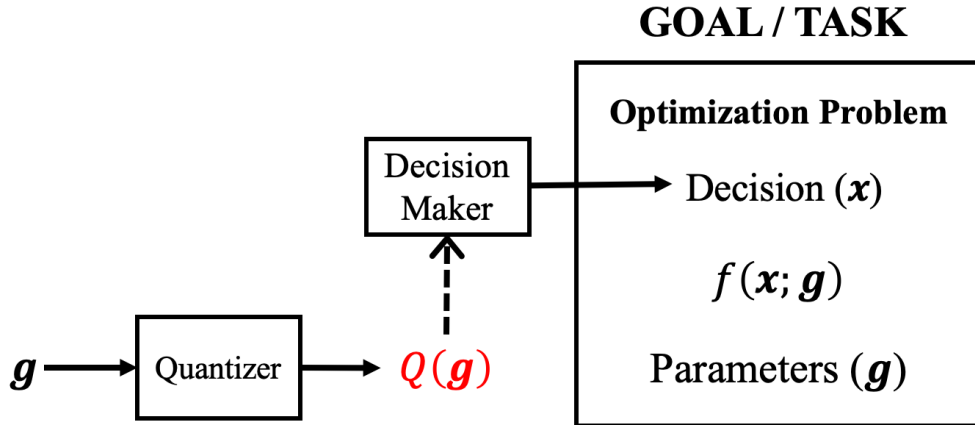 GOAL / TASK
Optimization Problem
Decision
Maker
Decision (x)
f(x; g)
g
Quantizer
Q(g)
Parameters (g)